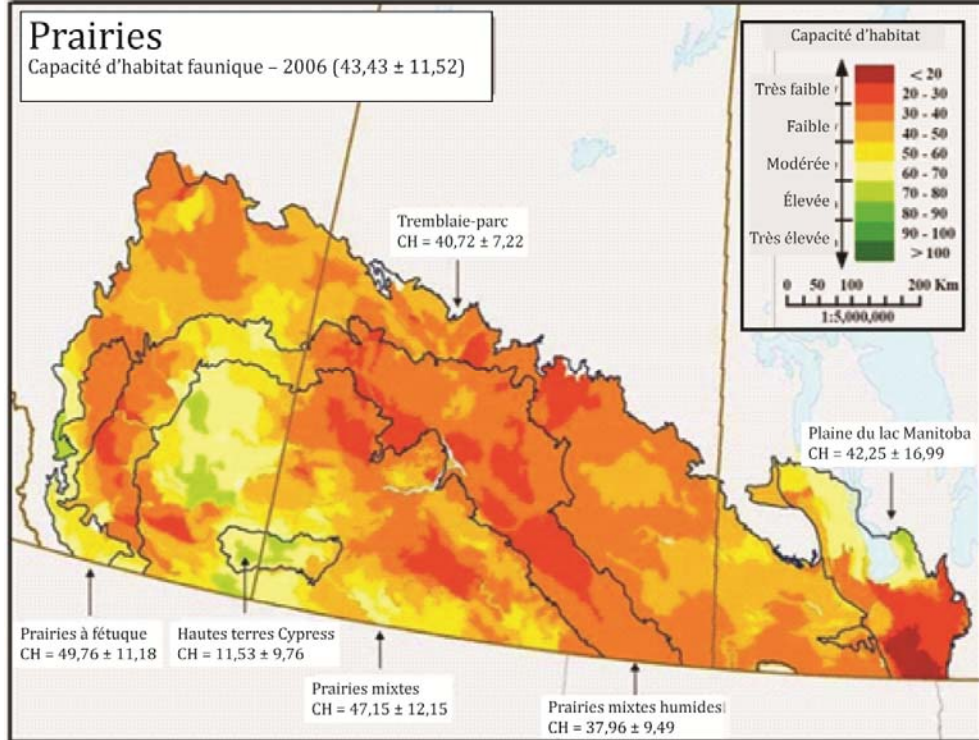 Prairies
Capacité d'habitat faunique – 2006 (43,43 ± 11,52)
Capacité d'habitat
Très faible
Faible
Modérée
Élevée
Très élevée
< 20
20 - 30
30 - 40
40 - 50
50 - 60
60 - 70
70 - 80
80 - 90
90 - 100
> 100
0 50 100 200 Km
1:5,000,000
Tremblaie-parc
CH = 40,72 ± 7,22
Plaine du lac Manitoba
CH = 42,25 ± 16,99
Prairies à fétuque
CH = 49,76 ± 11,18
Hautes terres Cypress
CH = 11,53 ± 9,76
Prairies mixtes
CH = 47,15 ± 12,15
Prairies mixtes humides
CH = 37,96 ± 9,49